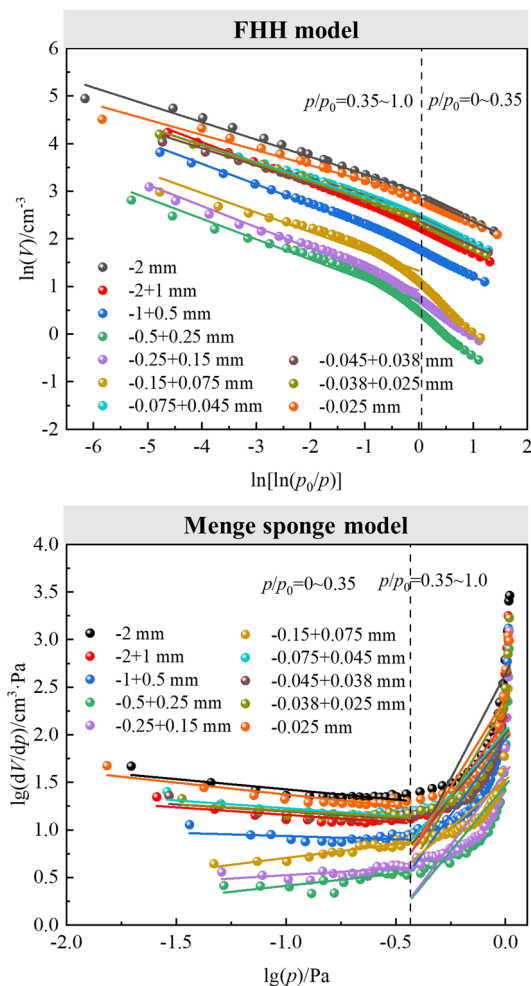 FHH model
p/p0=0.35~1.0
p/p0=0~0.35
ln(V)/cm-3
6
5
4
3
2
1
0
-1
-2
-2 mm
-2+1 mm
-1+0.5 mm
-0.5+0.25 mm
-0.25+0.15 mm
-0.15+0.075 mm
-0.075+0.045 mm
-0.045+0.038 mm
-0.038+0.025 mm
-0.025 mm
-6 -5 -4 -3 -2 -1 0 1 2
ln[ln(p0/p)]
Menge sponge model
p/p0=0~0.35
p/p0=0.35~1.0
lg(dV/dp)/cm3·Pa
4.0
3.5
3.0
2.5
2.0
1.5
1.0
0.5
0.0
-2 mm
-2+1 mm
-1+0.5 mm
-0.5+0.25 mm
-0.25+0.15 mm
-0.15+0.075 mm
-0.075+0.045 mm
-0.045+0.038 mm
-0.038+0.025 mm
-0.025 mm
-2.0 -1.5 -1.0 -0.5 0.0
lg(p)/Pa